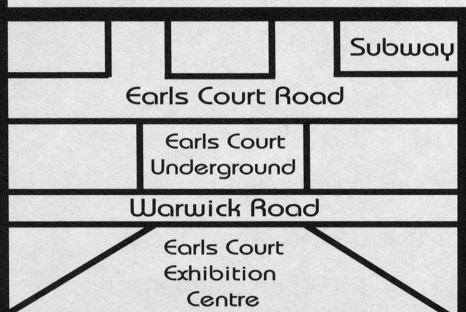 Subway
Earls Court Road
Earls Court
Underground
Warwick Road
Earls Court
Exhibition
Centre